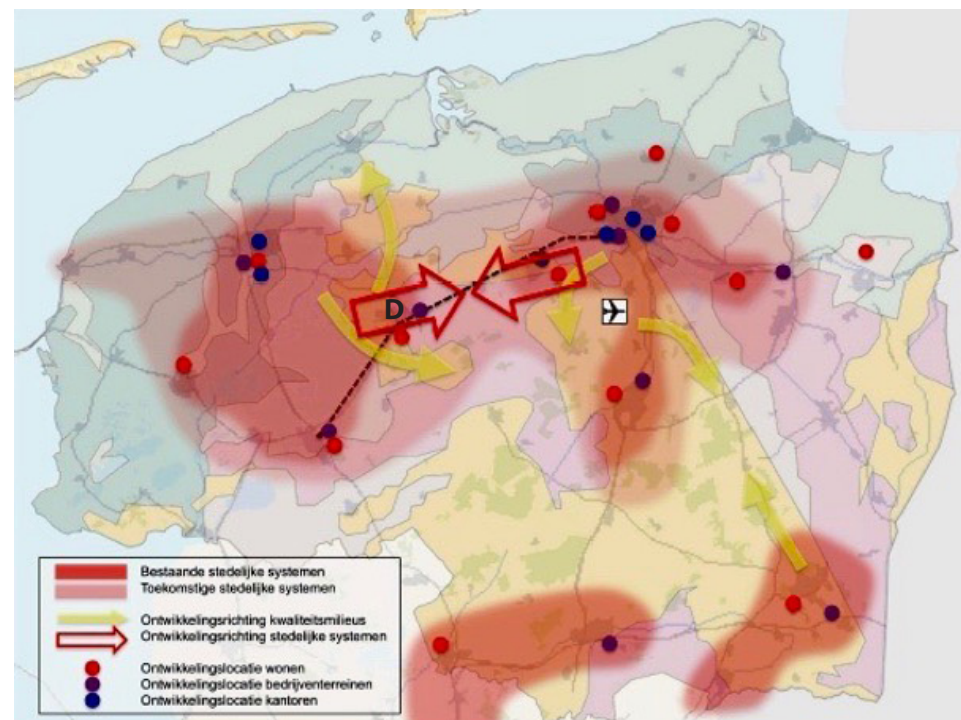 D
Bestaande stedelijke systemen
Toekomstige stedelijke systemen
Ontwikkelingsrichting kwaliteitsmilieus
Ontwikkelingsrichting stedelijke systemen
Ontwikkelingslocatie wonen
Ontwikkelingslocatie bedrijventerreinen
Ontwikkelingslocatie kantoren